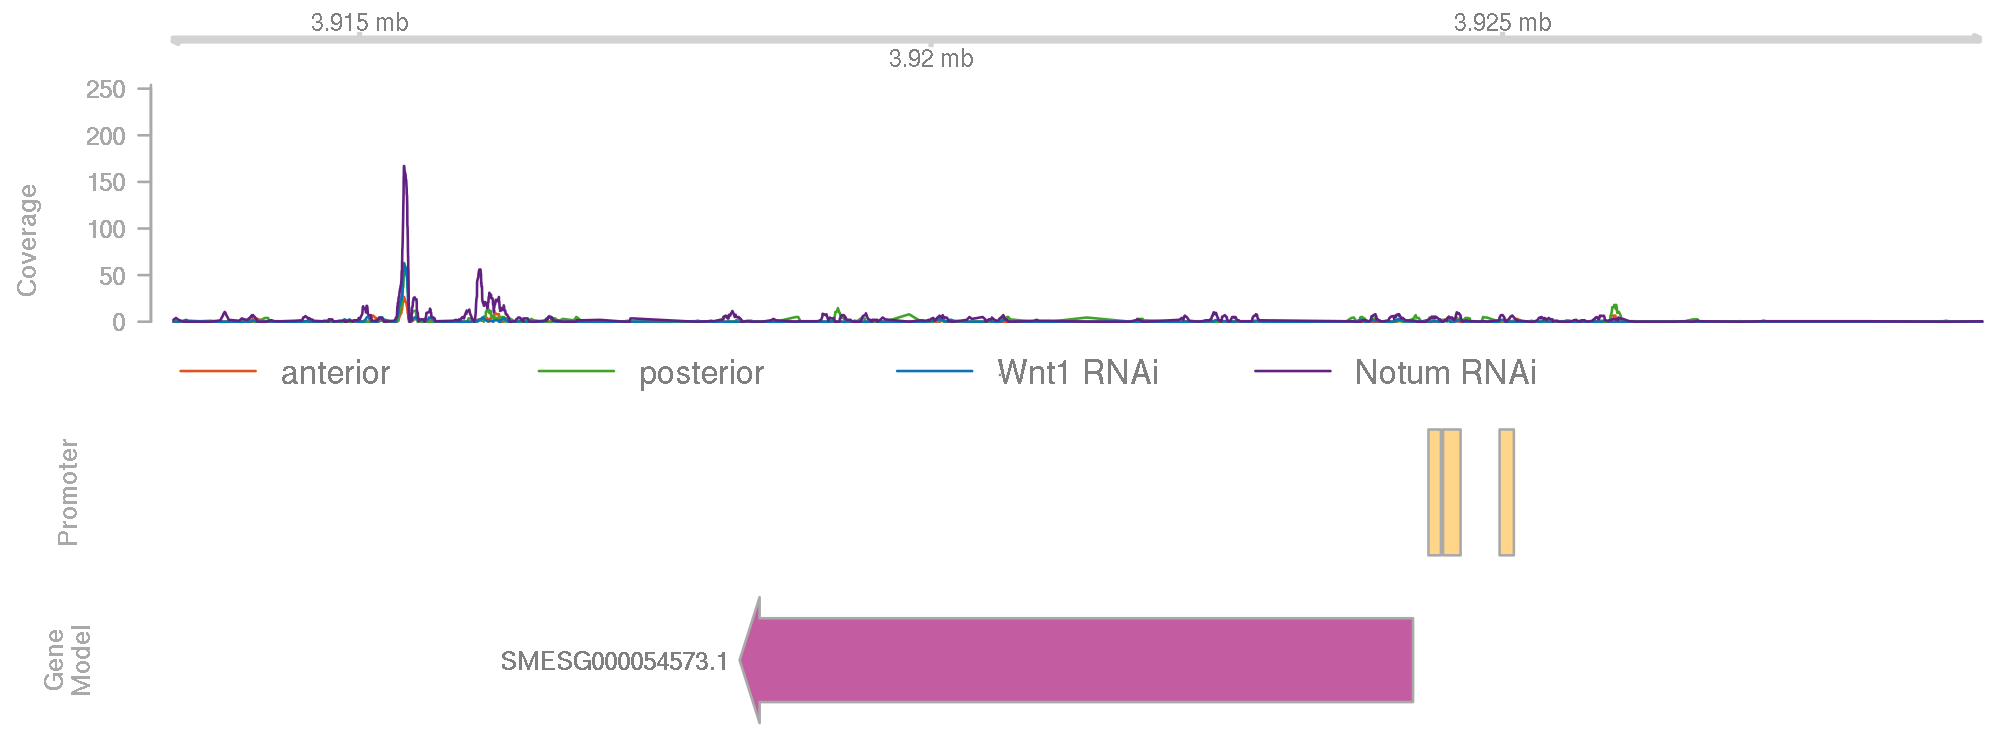 3.915 mb
3.925 mb
3.92 mb
250
200
150
100
50
0
Coverage
anterior
posterior
Wnt1 RNAi
Notum RNAi
Promoter
SMESG000054573.1
Gene
Model